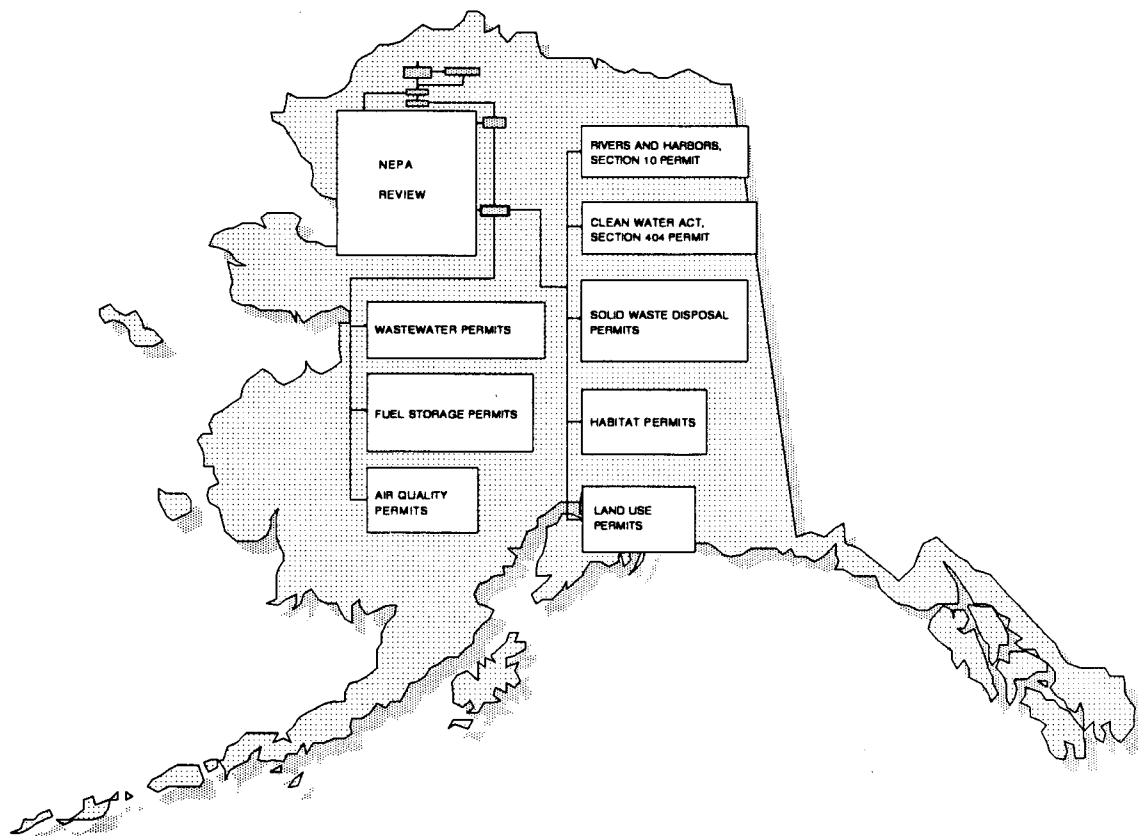 NEPA
REVIEW
RIVERS AND HARBORS,
SECTION 10 PERMIT
CLEAN WATER ACT,
SECTION 404 PERMIT
SOLID WASTE DISPOSAL
PERMITS
HABITAT PERMITS
LAND USE
PERMITS
WASTEWATER PERMITS
FUEL STORAGE PERMITS
AIR QUALITY
PERMITS